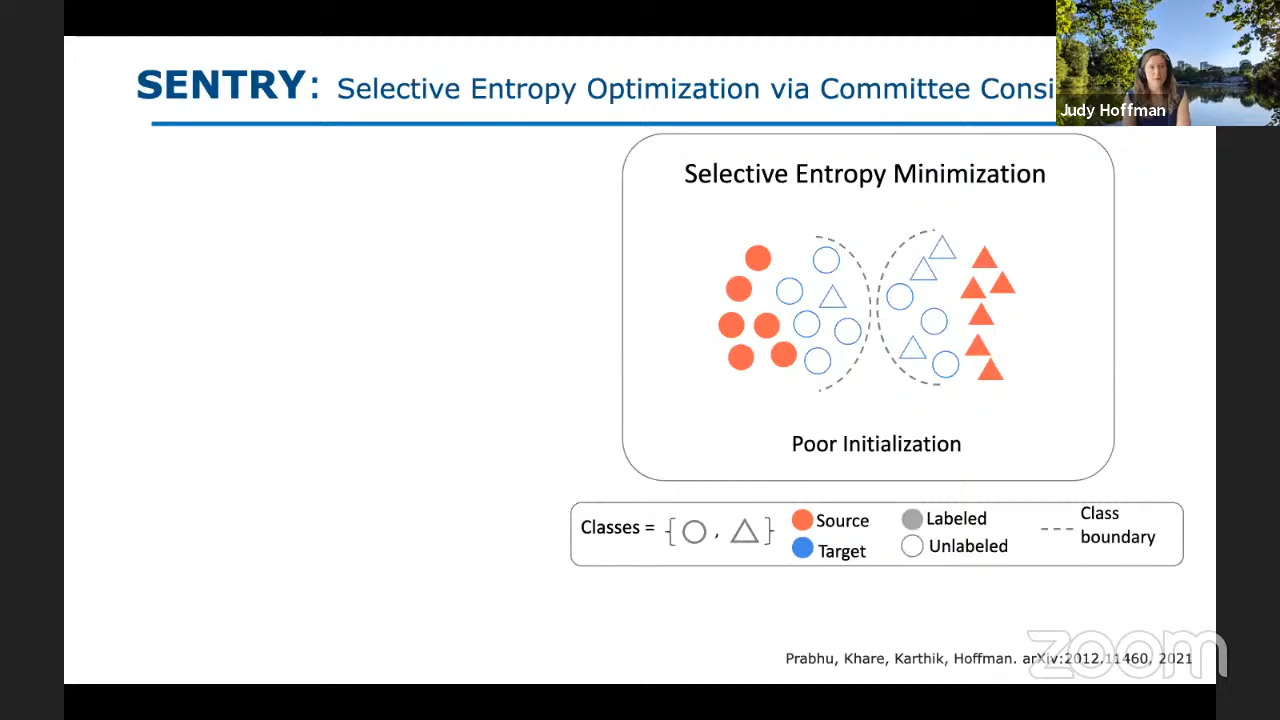 SENTRY: Selective Entropy Optimization via Committee Consi
Judy Hoffman
Selective Entropy Minimization
Poor Initialization
Classes = { , }
Source
Target
Labeled
Unlabeled
Class
boundary
Prabhu, Khare, Karthik, Hoffman. arXiv:2012.11460, 2021
zoom